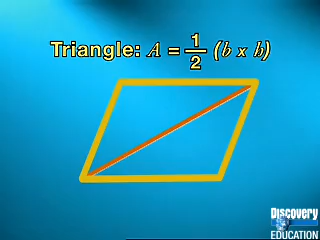 Triangle: A = 1/2 (b x h)
Discovery
EDUCATION